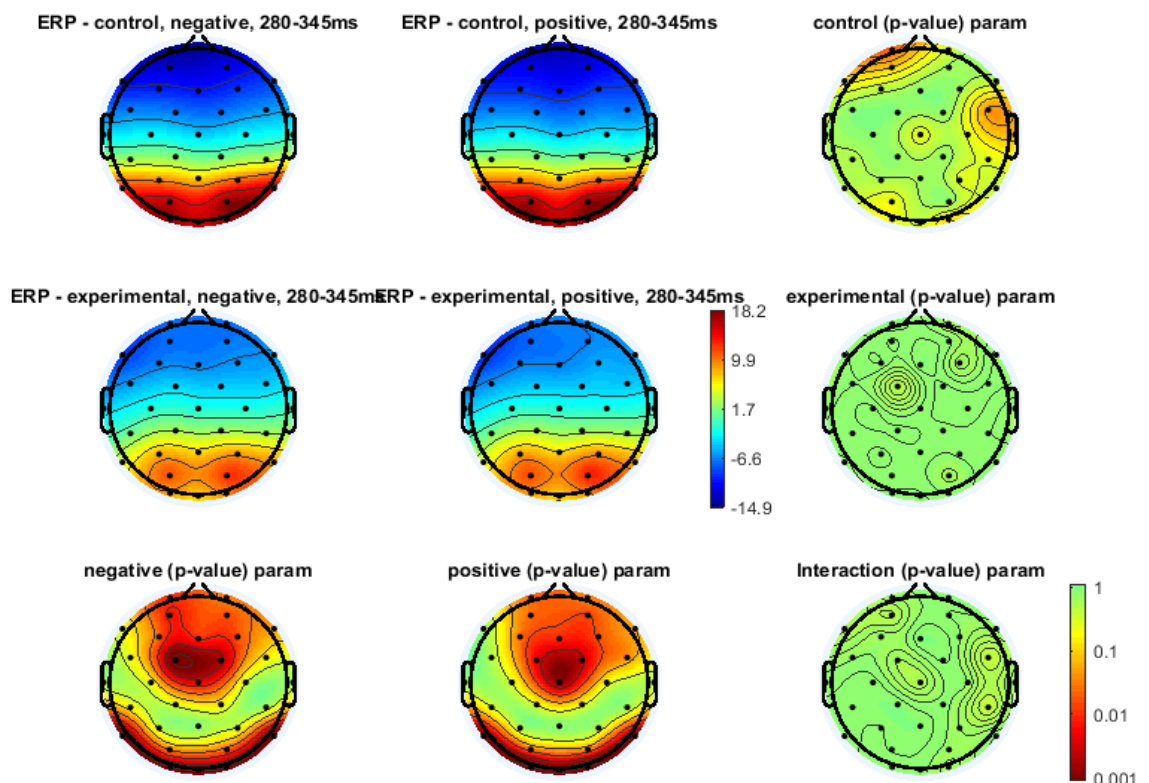 ERP - control, negative, 280-345ms
ERP - control, positive, 280-345ms
control (p-value) param
ERP - experimental, negative, 280-345ms
ERP - experimental, positive, 280-345ms
experimental (p-value) param
18.2
9.9
1.7
-6.6
-14.9
negative (p-value) param
positive (p-value) param
Interaction (p-value) param
1
0.1
0.01
0.001